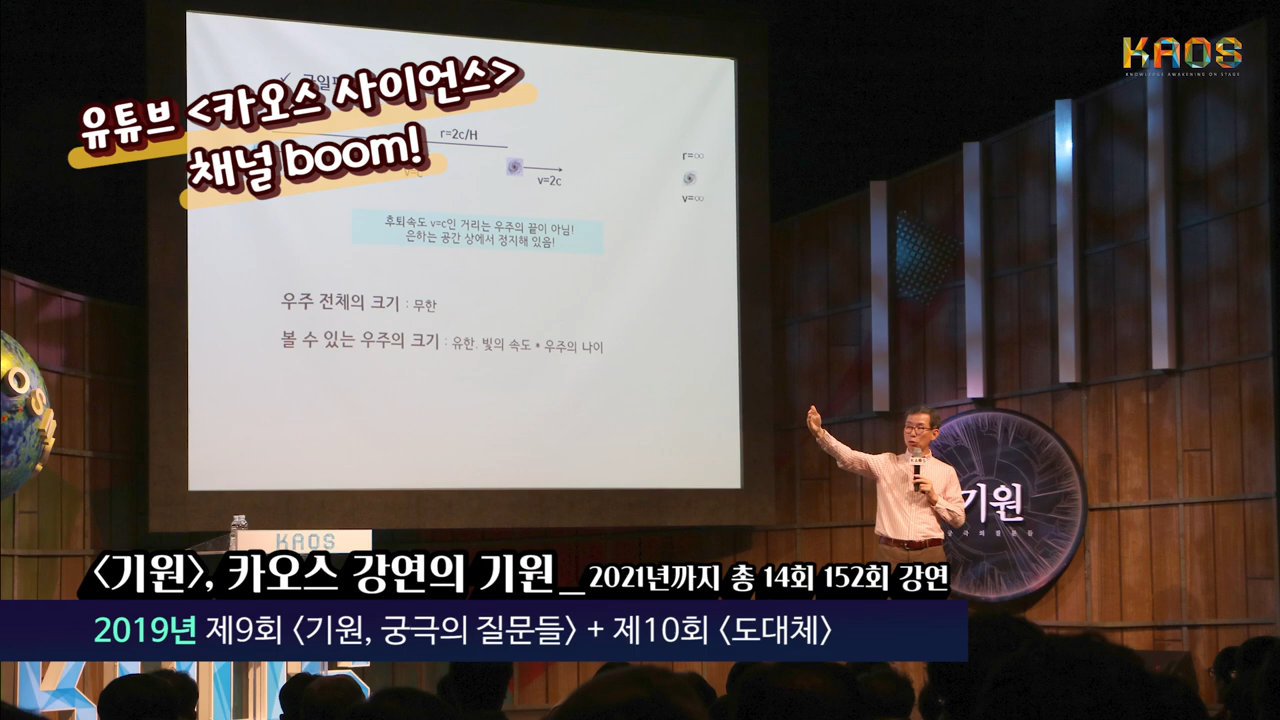 KAOS
KNOWLEDGE AWAKENING ON STAGE
유튜브 <카오스 사이언스>
채널 boom!
r=2c/H
v=c
v=2c
r=∞
v=∞
후퇴속도 v=c인 거리는 우주의 끝이 아님!
은하는 공간 상에서 정지해 있음!
우주 전체의 크기 : 무한
볼 수 있는 우주의 크기 : 유한. 빛의 속도 * 우주의 나이
기원
KAOS
<기원>, 카오스 강연의 기원_2021년까지 총 14회 152회 강연
2019년 제9회 <기원, 궁극의 질문들> + 제10회 <도대체>